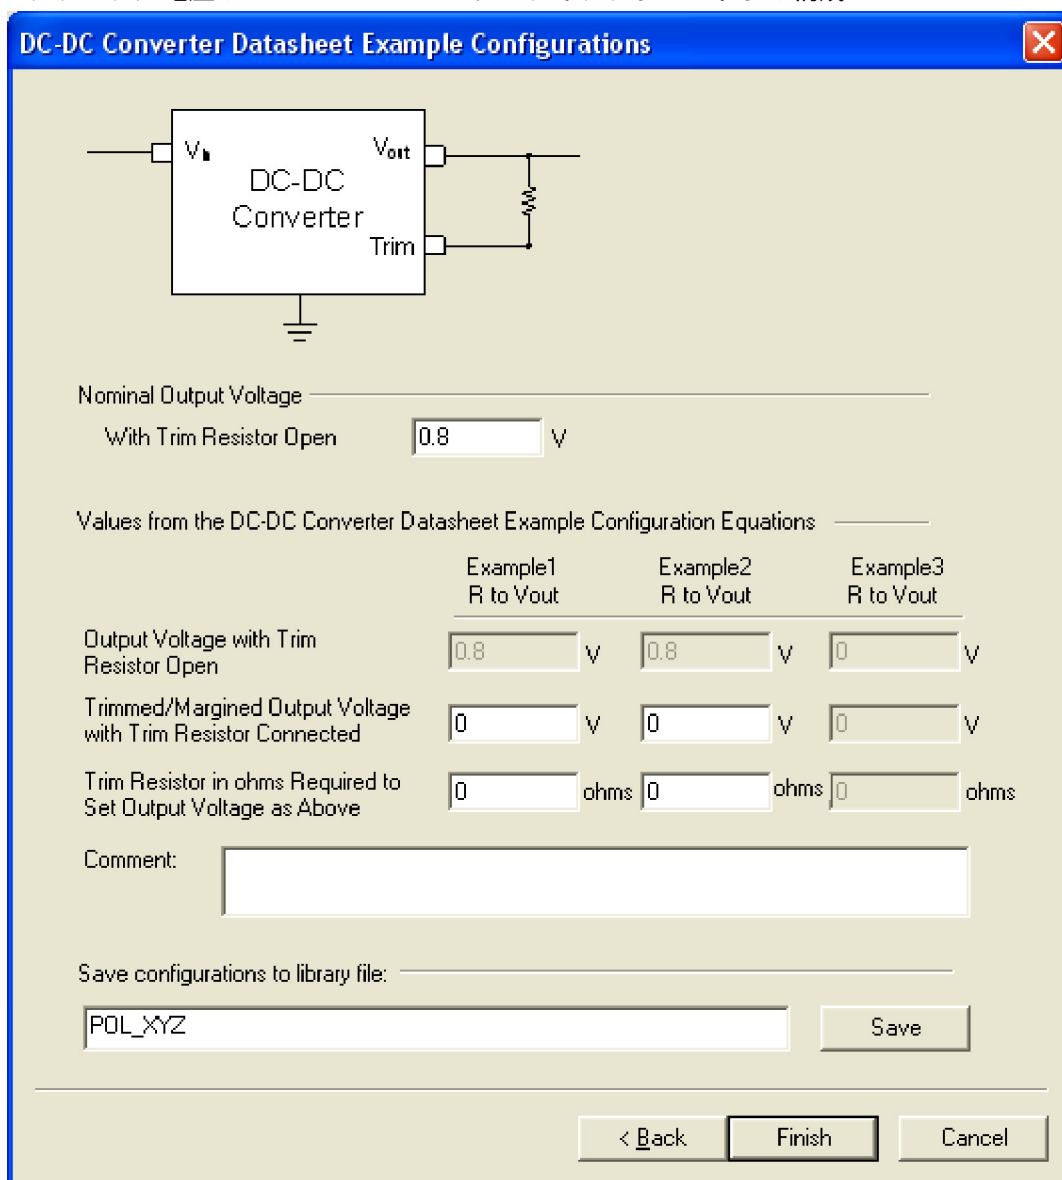 DC-DC Converter Datasheet Example Configurations
Vin
Vout
DC-DC
Converter
Trim
Nominal Output Voltage
With Trim Resistor Open 0.8 V
Values from the DC-DC Converter Datasheet Example Configuration Equations
Example1 Example2 Example3
R to Vout R to Vout R to Vout
Output Voltage with Trim
Resistor Open 0.8 V 0.8 V 0 V
Trimmed/Margined Output Voltage
with Trim Resistor Connected 0 V 0 V 0 V
Trim Resistor in ohms Required to
Set Output Voltage as Above 0 ohms 0 ohms 0 ohms
Comment:
Save configurations to library file:
POL_XYZ Save
< Back Finish Cancel